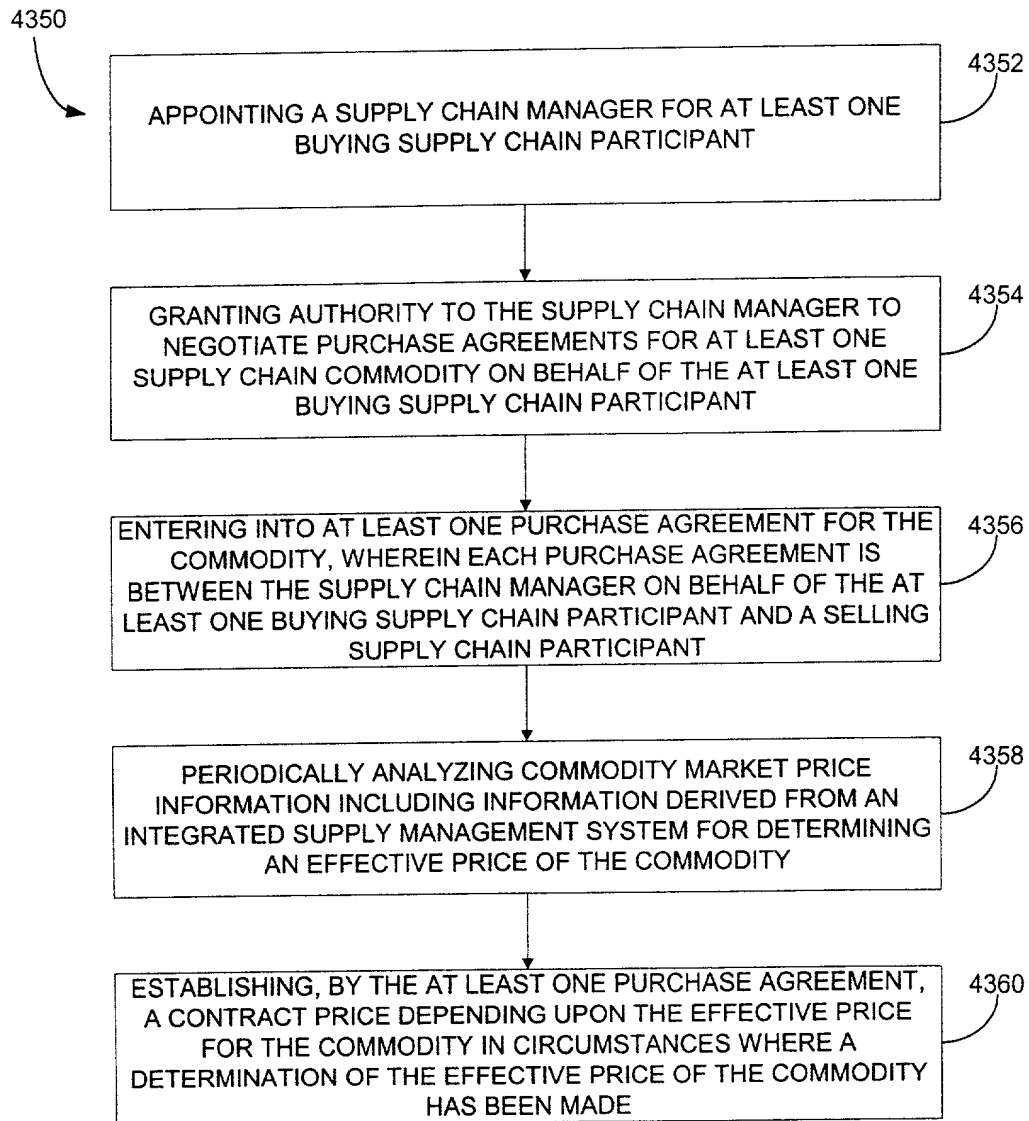 4350
4352
APPOINTING A SUPPLY CHAIN MANAGER FOR AT LEAST ONE
BUYING SUPPLY CHAIN PARTICIPANT
4354
GRANTING AUTHORITY TO THE SUPPLY CHAIN MANAGER TO
NEGOTIATE PURCHASE AGREEMENTS FOR AT LEAST ONE
SUPPLY CHAIN COMMODITY ON BEHALF OF THE AT LEAST ONE
BUYING SUPPLY CHAIN PARTICIPANT
4356
ENTERING INTO AT LEAST ONE PURCHASE AGREEMENT FOR THE
COMMODITY, WHEREIN EACH PURCHASE AGREEMENT IS
BETWEEN THE SUPPLY CHAIN MANAGER ON BEHALF OF THE AT
LEAST ONE BUYING SUPPLY CHAIN PARTICIPANT AND A SELLING
SUPPLY CHAIN PARTICIPANT
4358
PERIODICALLY ANALYZING COMMODITY MARKET PRICE
INFORMATION INCLUDING INFORMATION DERIVED FROM AN
INTEGRATED SUPPLY MANAGEMENT SYSTEM FOR DETERMINING
AN EFFECTIVE PRICE OF THE COMMODITY
4360
ESTABLISHING, BY THE AT LEAST ONE PURCHASE AGREEMENT,
A CONTRACT PRICE DEPENDING UPON THE EFFECTIVE PRICE
FOR THE COMMODITY IN CIRCUMSTANCES WHERE A
DETERMINATION OF THE EFFECTIVE PRICE OF THE COMMODITY
HAS BEEN MADE